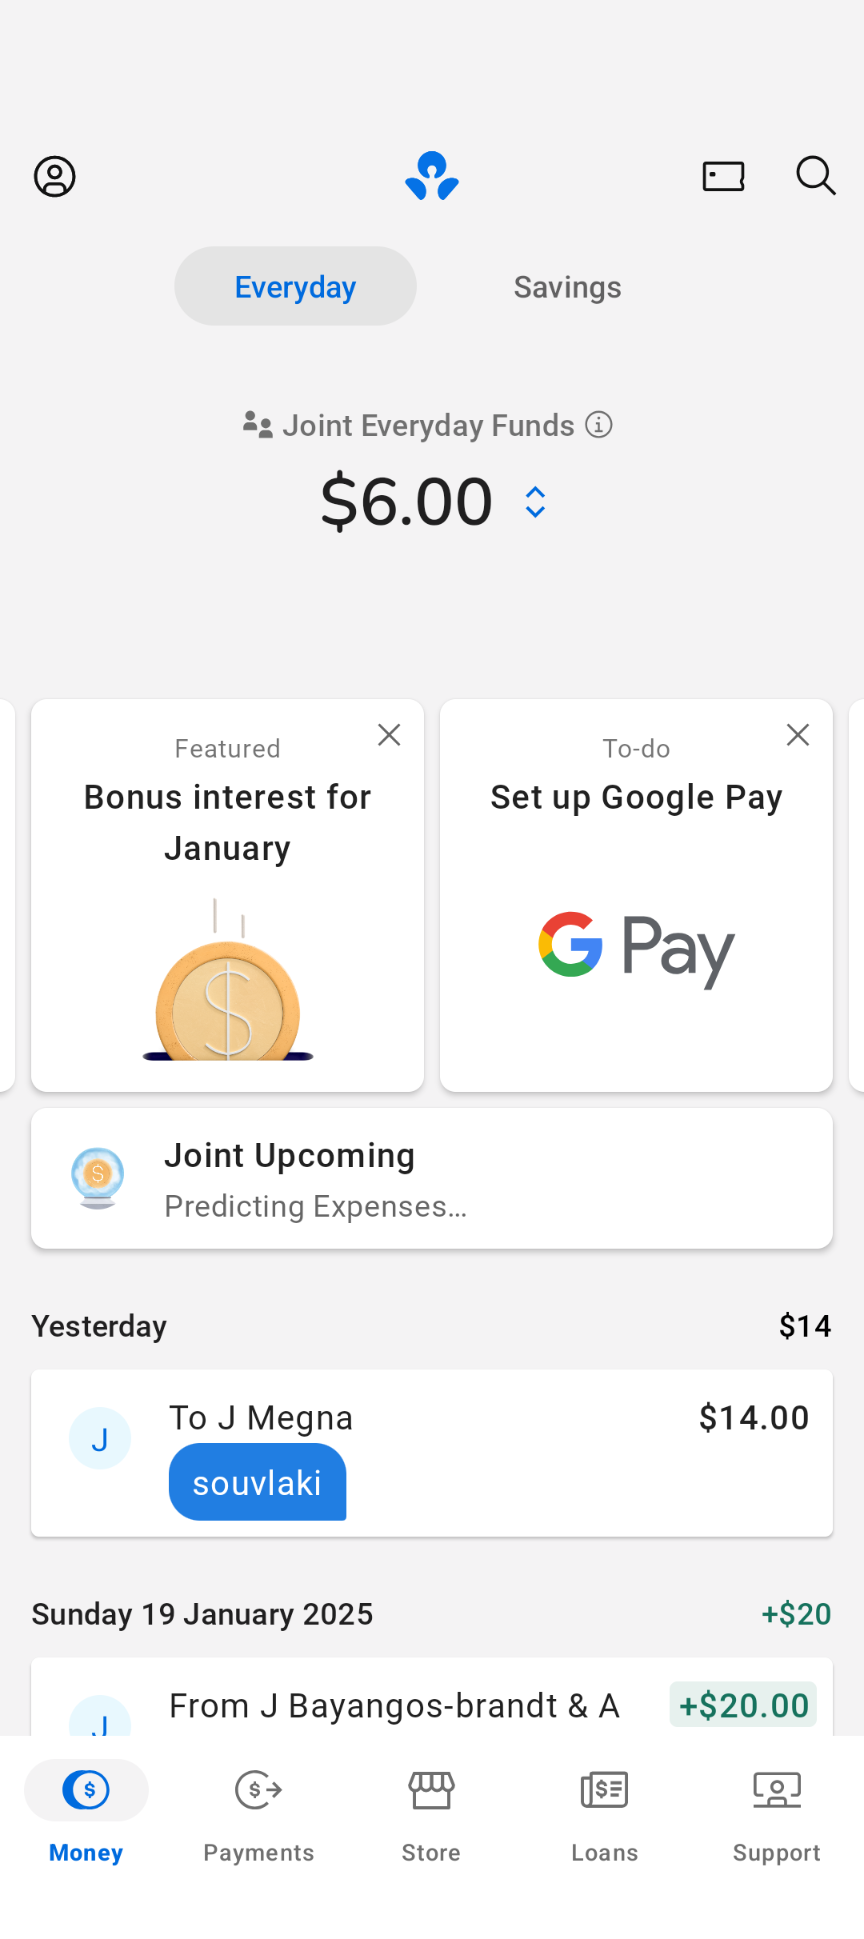 Everyday
Savings
Joint Everyday Funds
$6.00
Featured
Bonus interest for
January
$
To-do
Set up Google Pay
G Pay
$
Joint Upcoming
Predicting Expenses...
Yesterday
$14
J
To J Megna
$14.00
souvlaki
Sunday 19 January 2025
+$20
J
From J Bayangos-brandt & A
+$20.00
Money
Payments
Store
Loans
Support